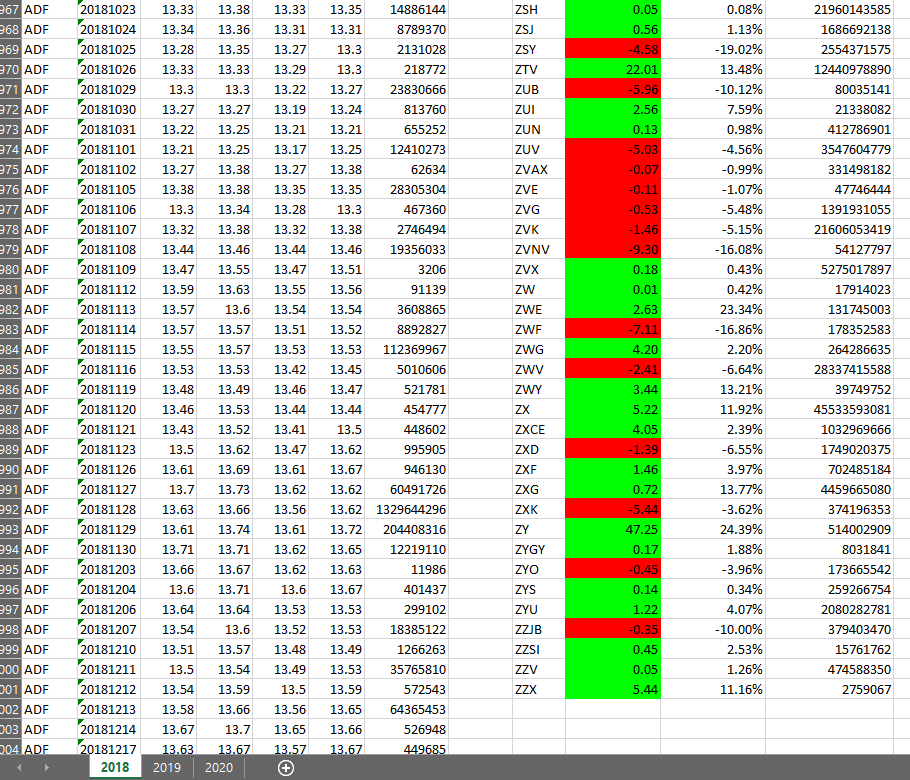 967 ADF 20181023 13.33 13.38 13.33 13.35 14886144 ZSH 0.05 0.08% 21960143585
968 ADF 20181024 13.34 13.36 13.31 13.31 8789370 ZSJ 0.56 1.13% 1686692138
969 ADF 20181025 13.28 13.35 13.27 13.3 2131028 ZSY -4.58 -19.02% 2554371575
970 ADF 20181026 13.33 13.33 13.29 13.3 218772 ZTV 22.01 13.48% 12440978890
971 ADF 20181029 13.3 13.3 13.22 13.27 23830666 ZUB -5.96 -10.12% 80035141
972 ADF 20181030 13.27 13.27 13.19 13.24 813760 ZUI 2.56 7.59% 21338082
973 ADF 20181031 13.22 13.25 13.21 13.21 655252 ZUN 0.13 0.98% 412786901
974 ADF 20181101 13.21 13.25 13.17 13.25 12410273 ZUV -5.03 -4.56% 3547604779
975 ADF 20181102 13.27 13.38 13.27 13.38 62634 ZVAX -0.07 -0.99% 331498182
976 ADF 20181105 13.38 13.38 13.35 13.35 28305304 ZVE -0.11 -1.07% 47746444
977 ADF 20181106 13.3 13.34 13.28 13.3 467360 ZVG -0.53 -5.48% 1391931055
978 ADF 20181107 13.32 13.38 13.32 13.38 2746494 ZVK -1.46 -5.15% 21606053419
979 ADF 20181108 13.44 13.46 13.44 13.46 19356033 ZVNV -9.30 -16.08% 54127797
980 ADF 20181109 13.47 13.55 13.47 13.51 3206 ZVX 0.18 0.43% 5275017897
981 ADF 20181112 13.59 13.63 13.55 13.56 91139 ZW 0.01 0.42% 17914023
982 ADF 20181113 13.57 13.6 13.54 13.54 3608865 ZWE 2.63 23.34% 131745003
983 ADF 20181114 13.57 13.57 13.51 13.52 8892827 ZWF -7.11 -16.86% 178352583
984 ADF 20181115 13.55 13.57 13.53 13.53 112369967 ZWG 4.20 2.20% 264286635
985 ADF 20181116 13.53 13.53 13.42 13.45 5010606 ZWV -2.41 -6.64% 28337415588
986 ADF 20181119 13.48 13.49 13.46 13.47 521781 ZWY 3.44 13.21% 39749752
987 ADF 20181120 13.46 13.53 13.44 13.44 454777 ZX 5.22 11.92% 45533593081
988 ADF 20181121 13.43 13.52 13.41 13.5 448602 ZXCE 4.05 2.39% 1032969666
989 ADF 20181123 13.5 13.62 13.47 13.62 995905 ZXD -1.39 -6.55% 1749020375
990 ADF 20181126 13.61 13.69 13.61 13.67 946130 ZXF 1.46 3.97% 702485184
991 ADF 20181127 13.7 13.73 13.62 13.62 60491726 ZXG 0.72 13.77% 4459665080
992 ADF 20181128 13.63 13.66 13.56 13.62 1329644296 ZXK -5.44 -3.62% 374196353
993 ADF 20181129 13.61 13.74 13.61 13.72 204408316 ZY 47.25 24.39% 514002909
994 ADF 20181130 13.71 13.71 13.62 13.65 12219110 ZYGY 0.17 1.88% 8031841
995 ADF 20181203 13.66 13.67 13.62 13.63 11986 ZYO -0.45 -3.96% 173665542
996 ADF 20181204 13.6 13.71 13.6 13.67 401437 ZYS 0.14 0.34% 259266754
997 ADF 20181206 13.64 13.64 13.53 13.53 299102 ZYU 1.22 4.07% 2080282781
998 ADF 20181207 13.54 13.6 13.52 13.53 18385122 ZZJB -0.35 -10.00% 379403470
999 ADF 20181210 13.51 13.57 13.48 13.49 1266263 ZZSI 0.45 2.53% 15761762
000 ADF 20181211 13.5 13.54 13.49 13.53 35765810 ZZV 0.05 1.26% 474588350
001 ADF 20181212 13.54 13.59 13.5 13.59 572543 ZZX 5.44 11.16% 2759067
002 ADF 20181213 13.58 13.66 13.56 13.65 64365453
003 ADF 20181214 13.67 13.7 13.65 13.66 526948
004 ADF 20181217 13.63 13.67 13.57 13.67 449685
2018 2019 2020